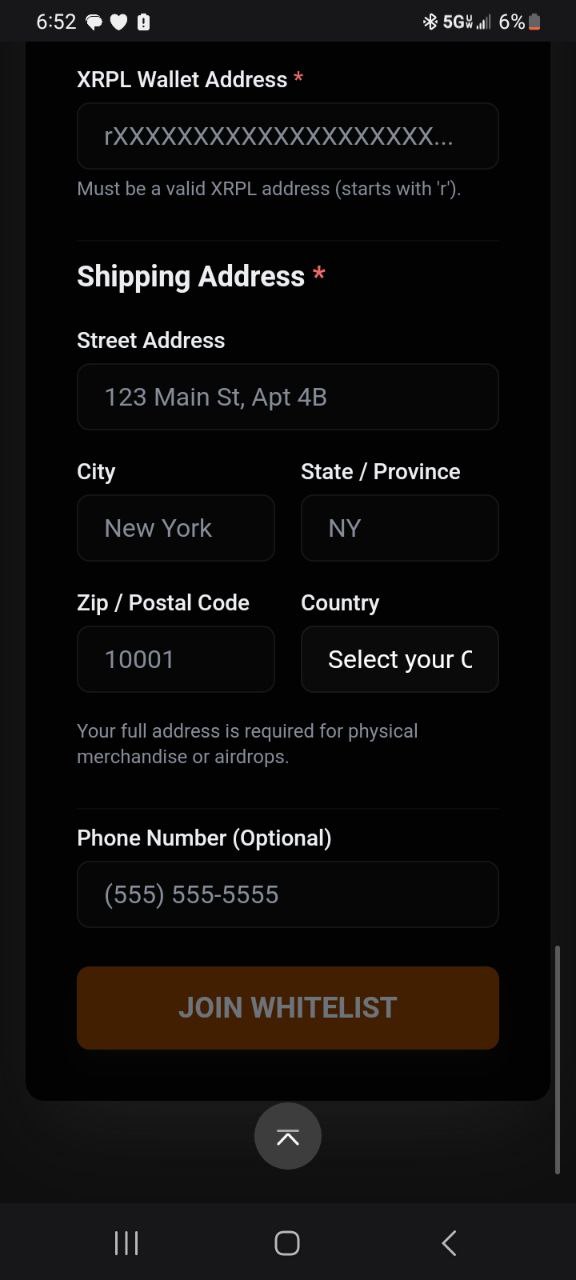 6:52 5G 6%
XRPL Wallet Address *
rXXXXXXXXXXXXXXXXXXXX...
Must be a valid XRPL address (starts with 'r').
Shipping Address *
Street Address
123 Main St, Apt 4B
City State / Province
New York NY
Zip / Postal Code Country
10001 Select your C
Your full address is required for physical
merchandise or airdrops.
Phone Number (Optional)
(555) 555-5555
JOIN WHITELIST